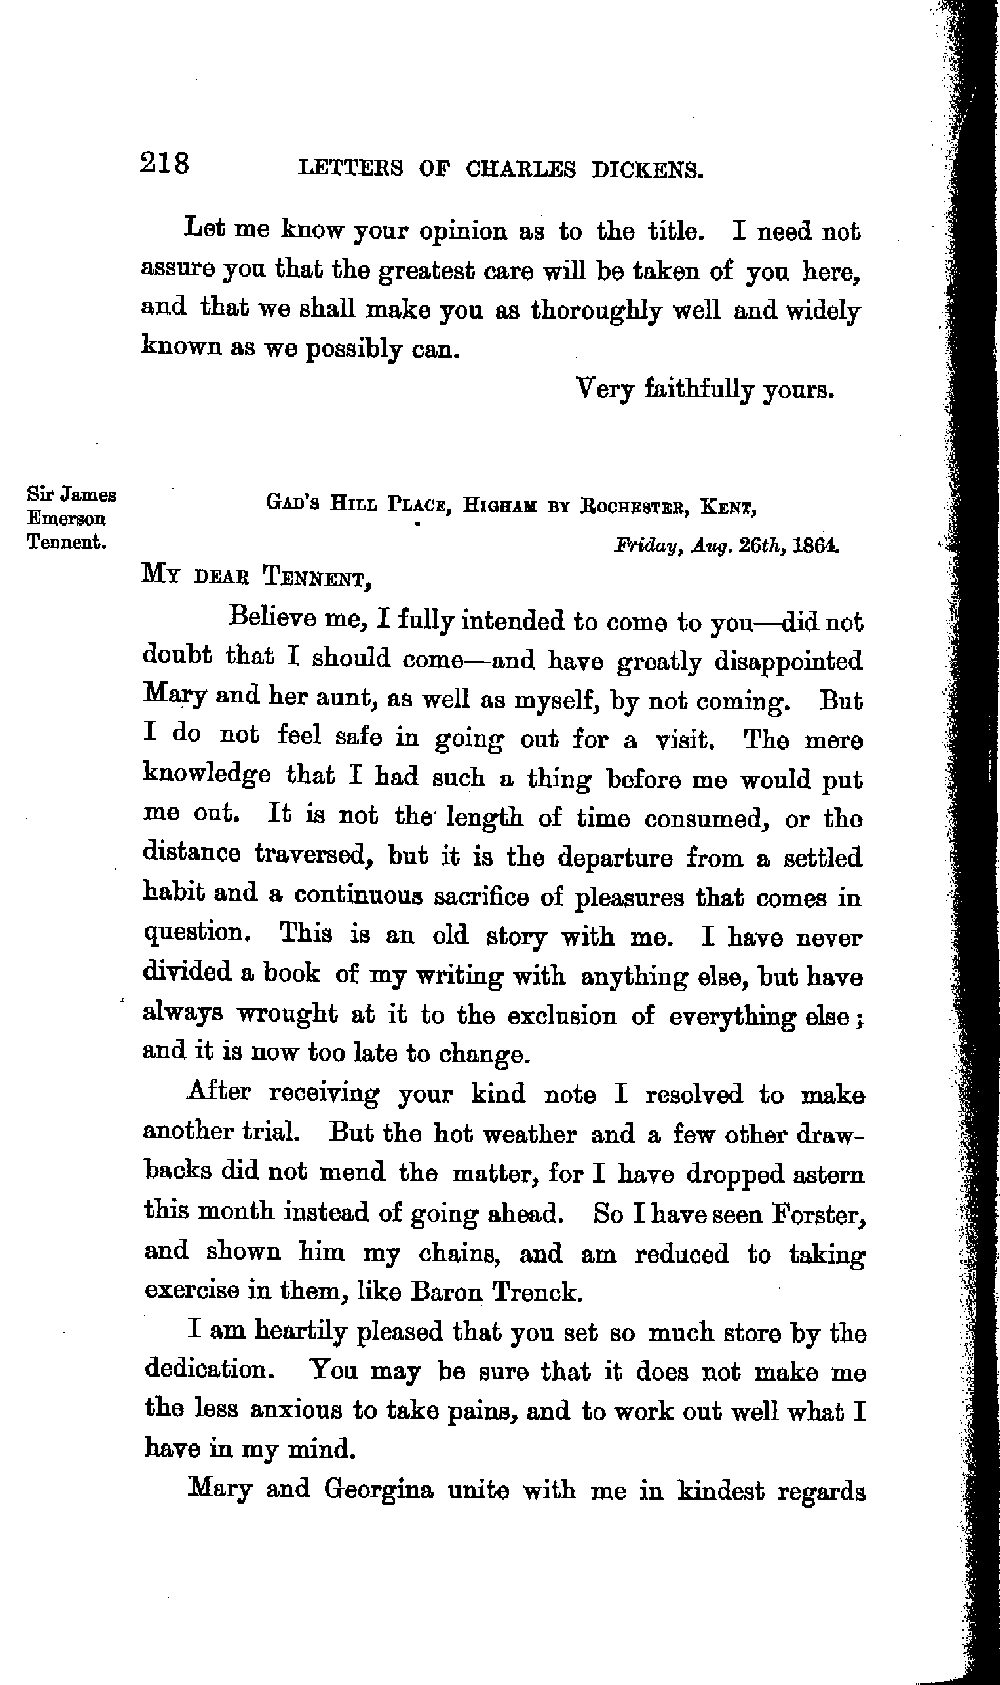 218 LETTERS OF CHARLES DICKENS.
Let me know your opinion as to the title. I need not
assure you that the greatest care will be taken of you here,
and that we shall make you as thoroughly well and widely
known as we possibly can.
Very faithfully yours.
Sir James
Emerson
Tennent.
GAD'S HILL PLACE, HIGHAM BY ROCHESTER, KENT,
Friday, Aug. 26th, 1864.
MY DEAR TENNENT,
Believe me, I fully intended to come to you—did not
doubt that I should come—and have greatly disappointed
Mary and her aunt, as well as myself, by not coming. But
I do not feel safe in going out for a visit. The mere
knowledge that I had such a thing before me would put
me out. It is not the length of time consumed, or the
distance traversed, but it is the departure from a settled
habit and a continuous sacrifice of pleasures that comes in
question. This is an old story with me. I have never
divided a book of my writing with anything else, but have
always wrought at it to the exclusion of everything else;
and it is now too late to change.
After receiving your kind note I resolved to make
another trial. But the hot weather and a few other draw-
backs did not mend the matter, for I have dropped astern
this month instead of going ahead. So I have seen Forster,
and shown him my chains, and am reduced to taking
exercise in them, like Baron Trenck.
I am heartily pleased that you set so much store by the
dedication. You may be sure that it does not make me
the less anxious to take pains, and to work out well what I
have in my mind.
Mary and Georgina unite with me in kindest regards